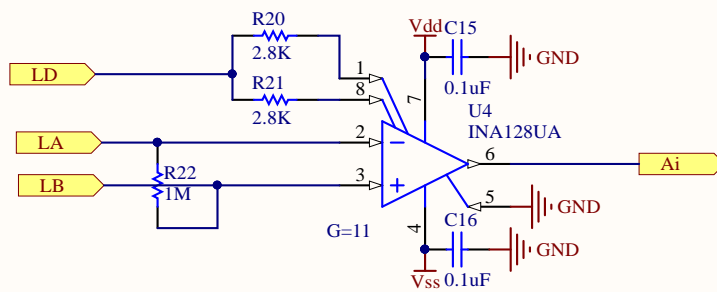 R20
2.8K
LD
R21
2.8K
1
8
Vdd
C15
GND
0.1uF
7
U4
INA128UA
LA
2
6
Ai
LB
R22
1M
3
5
GND
G=11
4
C16
GND
Vss
0.1uF